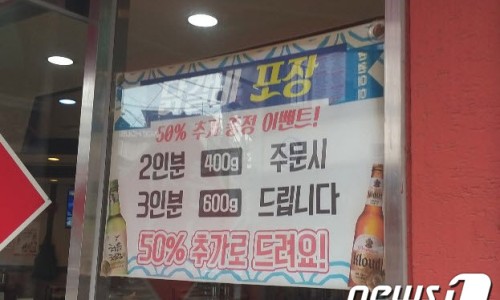 포장
50% 추가 증정 이벤트!
2인분 400g 주문시
3인분 600g 드립니다
50% 추가로 드려요!
Kloud
news1